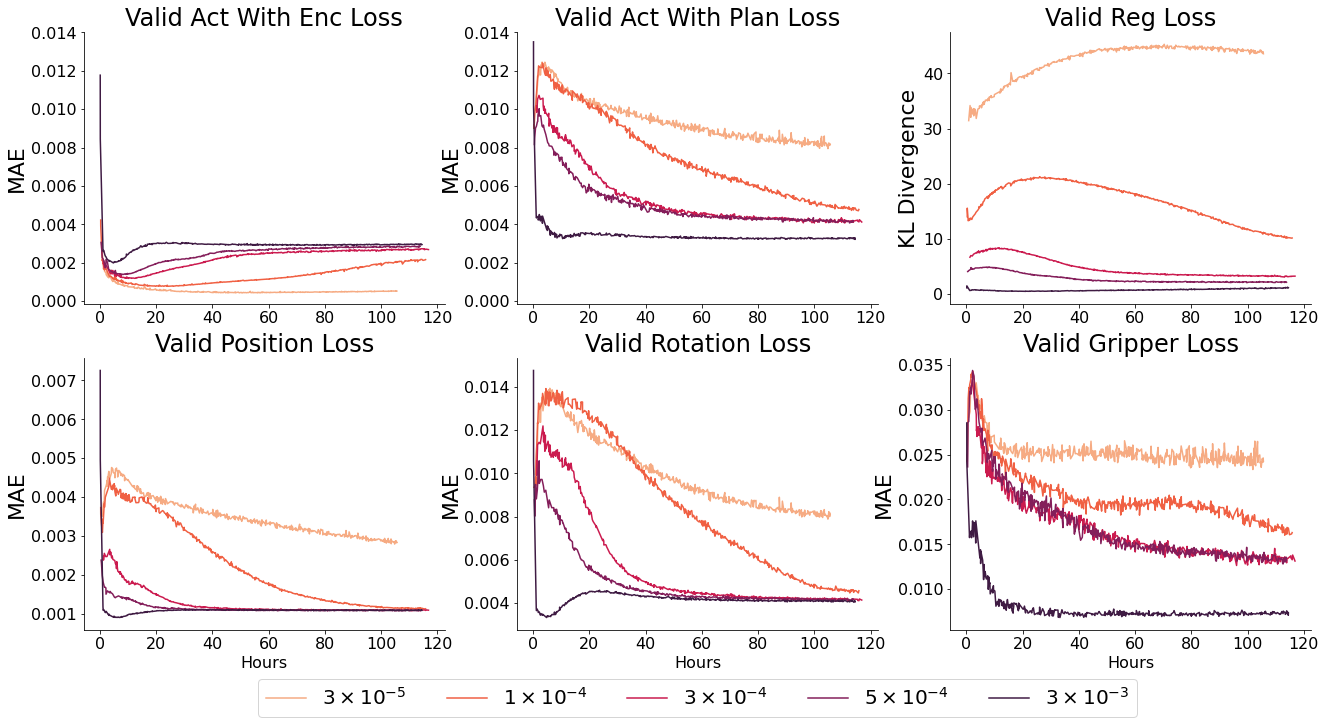 Valid Act With Enc Loss
MAE
0.014
0.012
0.010
0.008
0.006
0.004
0.002
0.000
0 20 40 60 80 100 120
Valid Act With Plan Loss
MAE
0.014
0.012
0.010
0.008
0.006
0.004
0.002
0.000
0 20 40 60 80 100 120
Valid Reg Loss
KL Divergence
40
30
20
10
0
0 20 40 60 80 100 120
Valid Position Loss
MAE
0.007
0.006
0.005
0.004
0.003
0.002
0.001
0 20 40 60 80 100 120
Hours
Valid Rotation Loss
MAE
0.014
0.012
0.010
0.008
0.006
0.004
0 20 40 60 80 100 120
Hours
Valid Gripper Loss
MAE
0.035
0.030
0.025
0.020
0.015
0.010
0 20 40 60 80 100 120
Hours
3 × 10⁻⁵ 1 × 10⁻⁴ 3 × 10⁻⁴ 5 × 10⁻⁴ 3 × 10⁻³